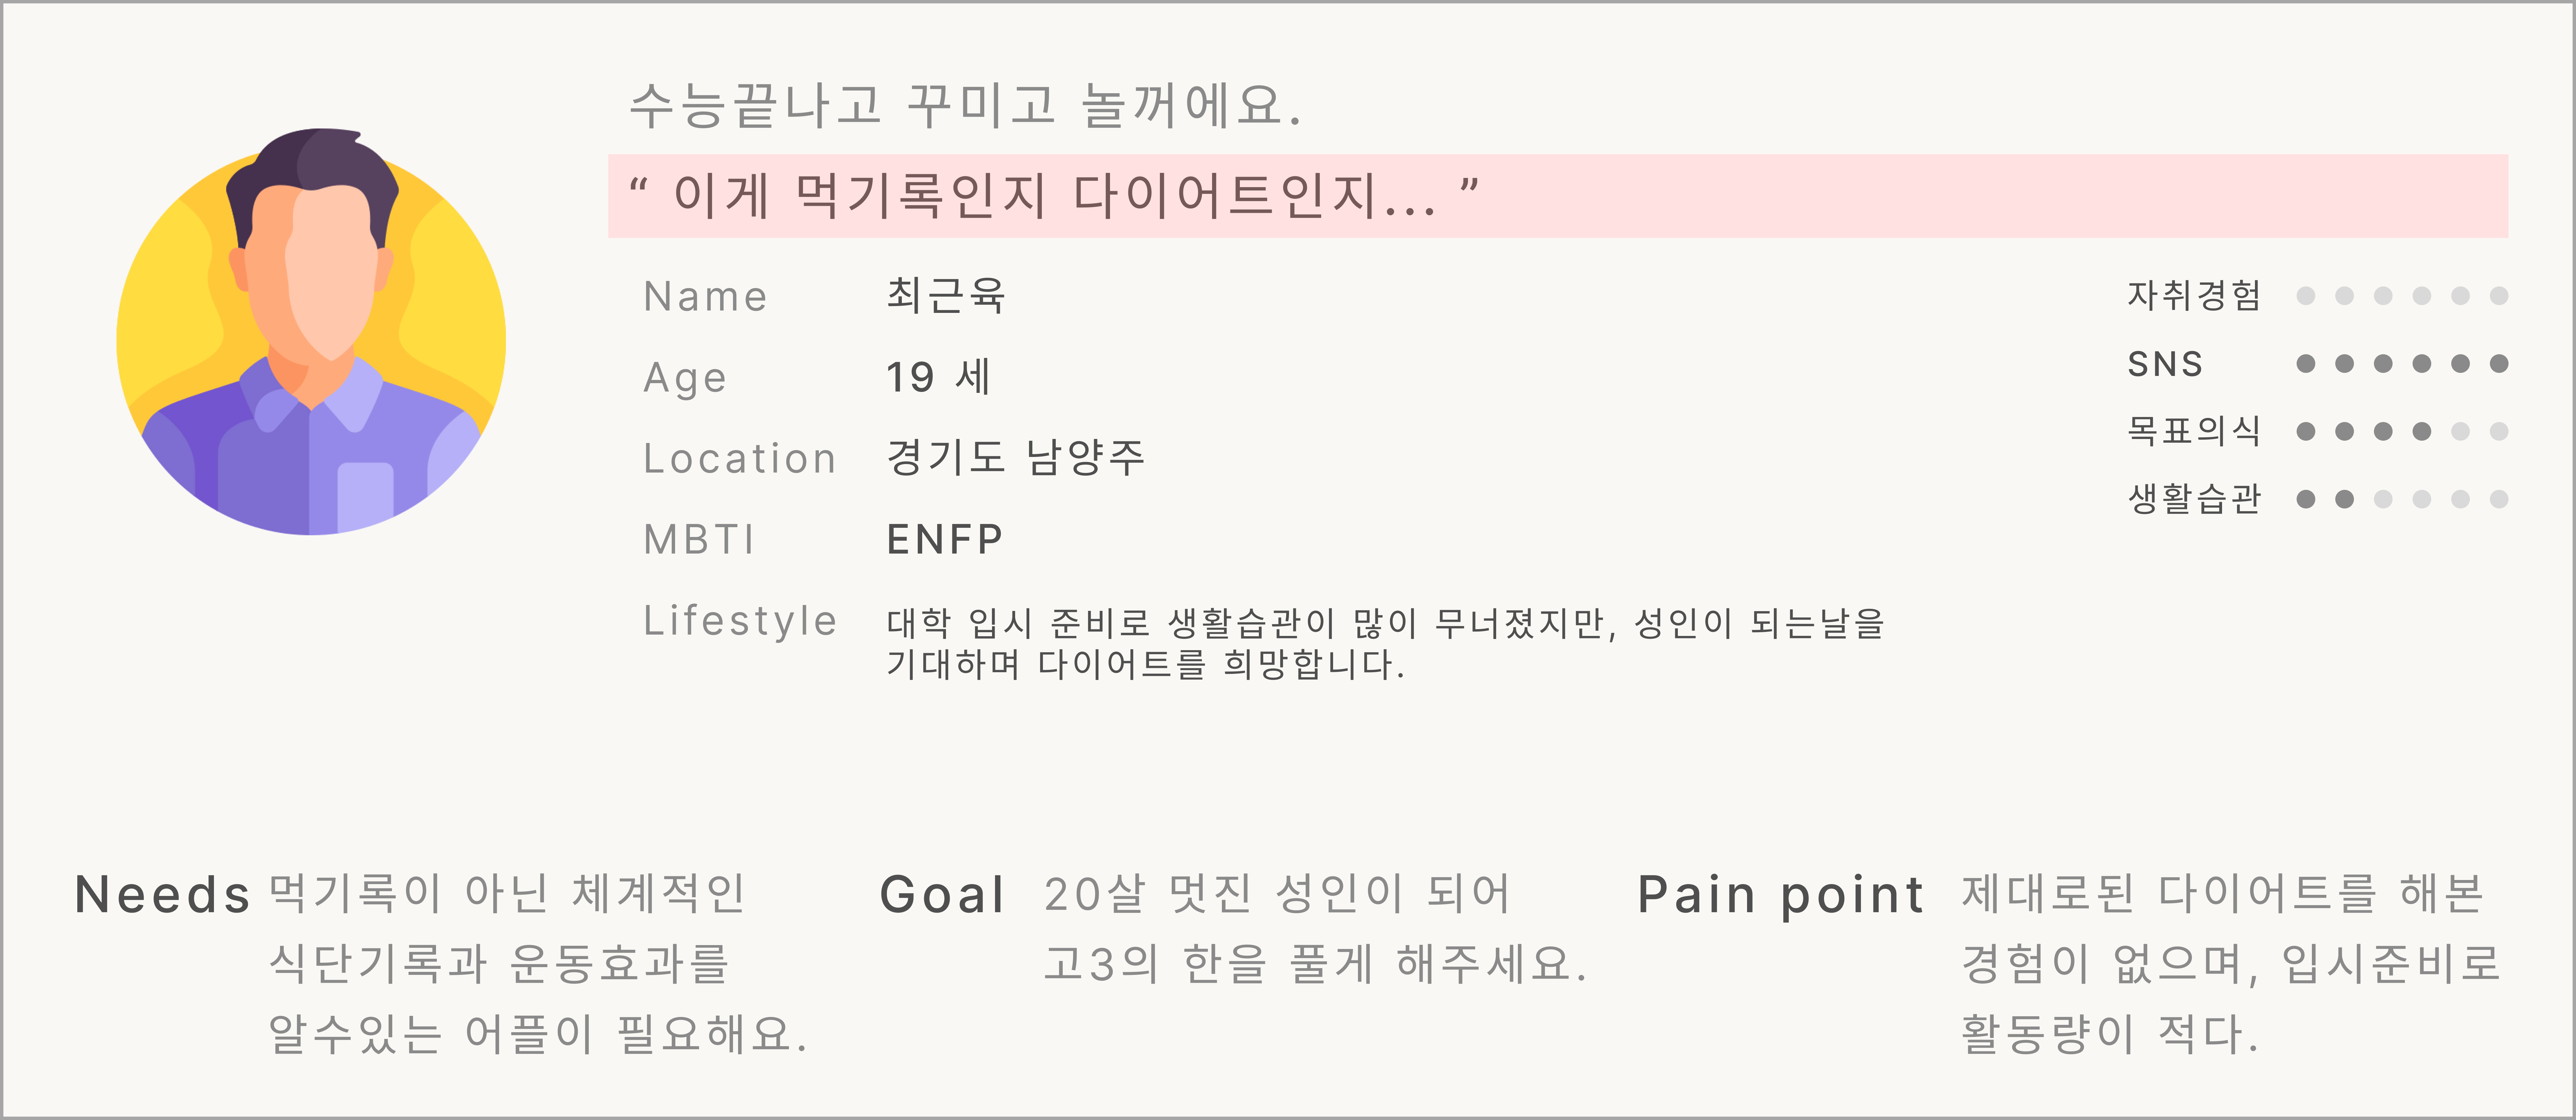 수능끝나고 꾸미고 놀꺼에요.
“ 이게 먹기록인지 다이어트인지... ”
Name 최근육
Age 19 세
Location 경기도 남양주
MBTI ENFP
Lifestyle 대학 입시 준비로 생활습관이 많이 무너졌지만, 성인이 되는날을
기대하며 다이어트를 희망합니다.
자취경험
SNS
목표의식
생활습관
Needs 먹기록이 아닌 체계적인
식단기록과 운동효과를
알수있는 어플이 필요해요.
Goal 20살 멋진 성인이 되어
고3의 한을 풀게 해주세요.
Pain point 제대로된 다이어트를 해본
경험이 없으며, 입시준비로
활동량이 적다.